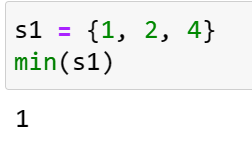 s1 = {1, 2, 4}
min(s1)
1